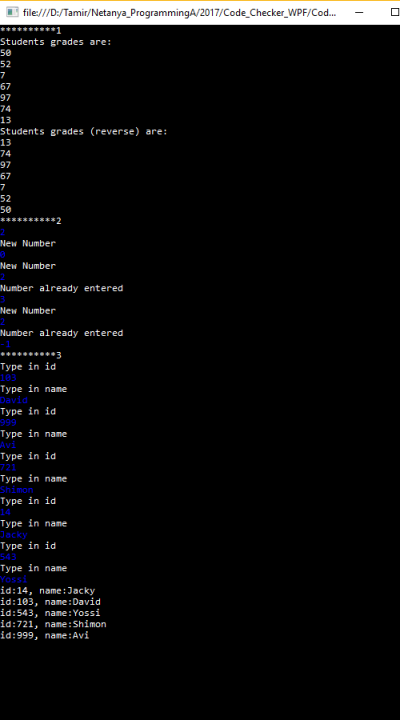 file:///D:/Tamir/Netanya_ProgrammingA/2017/Code_Checker_WPF/Cod...
**********1
Students grades are:
50
52
7
67
97
74
13
Students grades (reverse) are:
13
74
97
67
7
52
50
**********2
2
New Number
0
New Number
2
Number already entered
3
New Number
2
Number already entered
-1
**********3
Type in id
103
Type in name
David
Type in id
999
Type in name
Avi
Type in id
721
Type in name
Shimon
Type in id
14
Type in name
Jacky
Type in id
543
Type in name
Yossi
id:14, name:Jacky
id:103, name:David
id:543, name:Yossi
id:721, name:Shimon
id:999, name:Avi